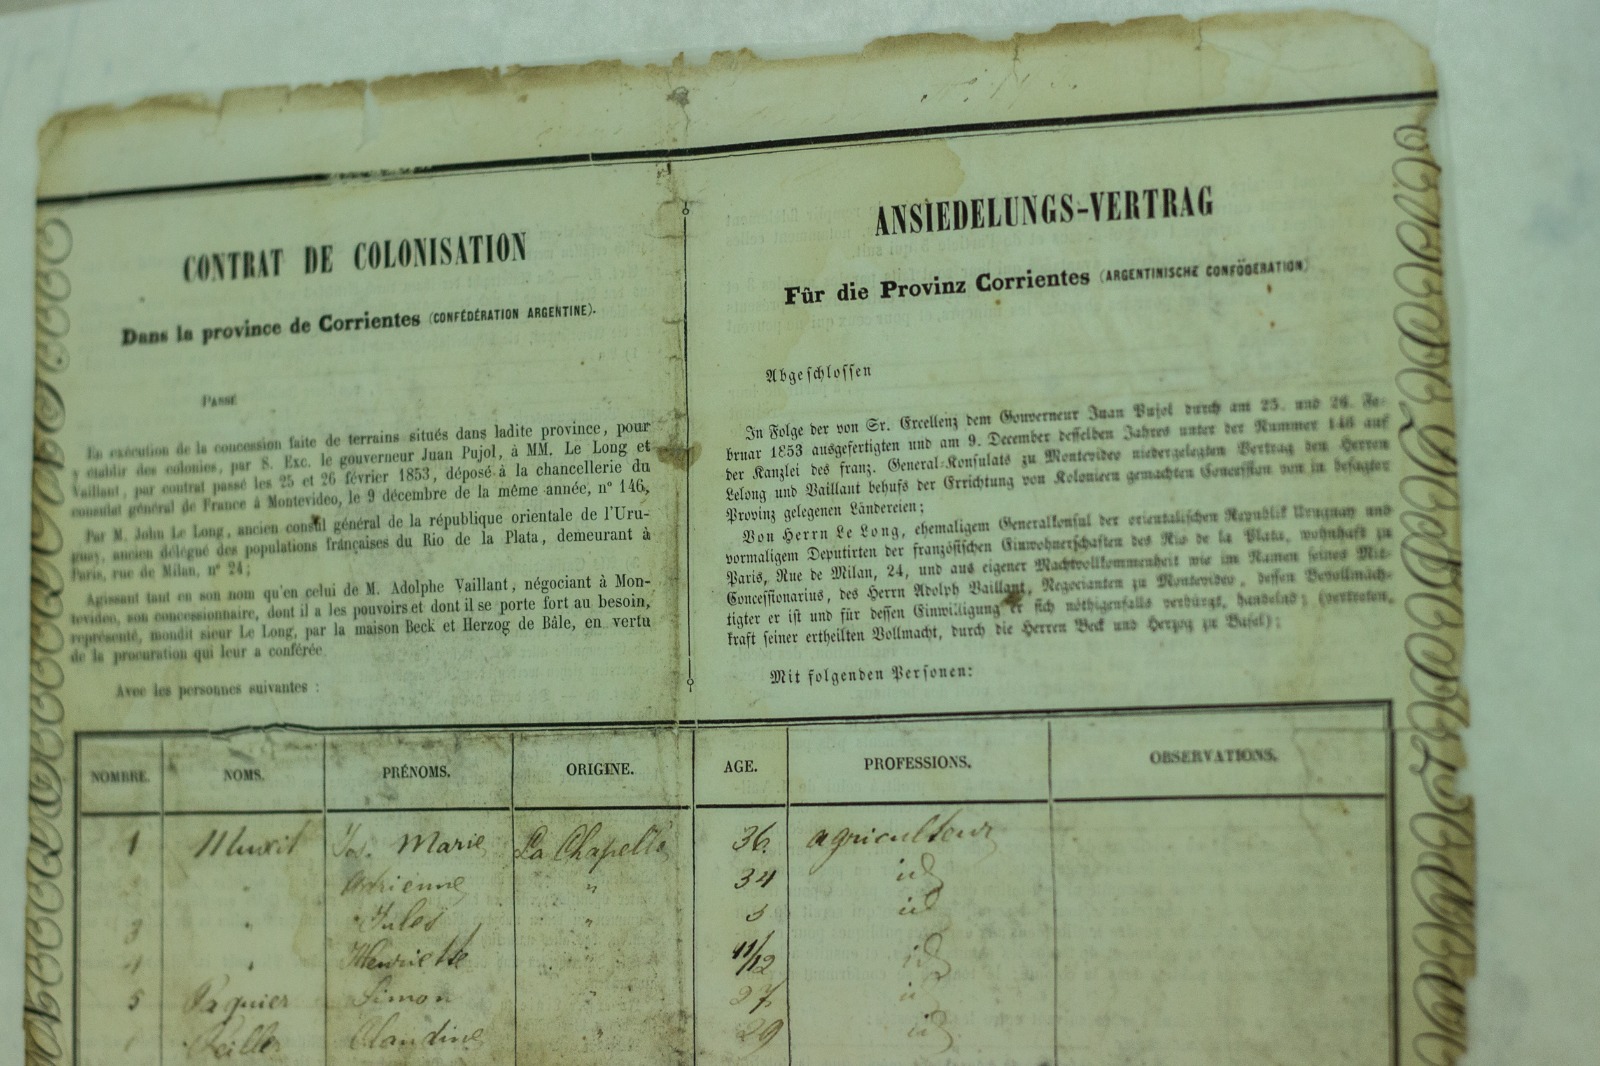 CONTRAT DE COLONISATION
Dans la province de Corrientes (CONFÉDÉRATION ARGENTINE).
PASSÉ
En exécution de la concession faite de terrains situés dans ladite province, pour
y établir des colonies, par S. Exc. le gouverneur Juan Pujol, à MM. Le Long et
Vaillant, par contrat passé les 25 et 26 février 1853, déposé à la chancellerie du
consulat général de France à Montevideo, le 9 décembre de la même année, n° 146,
Par M. John Le Long, ancien consul général de la république orientale de l'Uru-
guay, ancien délégué des populations françaises du Rio de la Plata, demeurant à
Paris, rue de Milan, n° 24;
Agissant tant en son nom qu'en celui de M. Adolphe Vaillant, négociant à Mon-
tevideo, son concessionnaire, dont il a les pouvoirs et dont il se porte fort au besoin,
représenté, mondit sieur Le Long, par la maison Beck et Herzog de Bâle, en vertu
de la procuration qui leur a conférée.
Avec les personnes suivantes :
ANSIEDELUNGS-VERTRAG
Für die Provinz Corrientes (ARGENTINISCHE CONFÖDERATION)
Abgeschlossen
In Folge der von Sr. Excellenz dem Gouverneur Juan Pujol durch am 25. und 26. Fe-
bruar 1853 ausgefertigten und am 9. December desselben Jahres unter der Nummer 146 auf
der Kanzlei des franz. General-Konsulats zu Montevideo niedergelegten Vertrag den Herren
Lelong und Vaillant behufs der Errichtung von Kolonieen gemachten Concession von in besagter
Provinz gelegenen Ländereien;
Von Herrn Le Long, ehemaligem Generalkonsul der orientalischen Republik Uruguay und
vormaligem Deputirten der französischen Einwohnerschaften des Rio de la Plata, wohnhaft zu
Paris, Rue de Milan, 24, und aus eigener Machtvollkommenheit wie im Namen seines Mit-
Concessionarius, des Herrn Adolph Vaillant, Negocianten zu Montevideo, dessen Bevollmäch-
tigter er ist und für dessen Einwilligung er sich nöthigenfalls verbürgt, handelnd; (vertreten,
kraft seiner ertheilten Vollmacht, durch die Herren Beck und Herzog zu Basel);
Mit folgenden Personen:
NOMBRE. NOMS. PRÉNOMS. ORIGINE. AGE. PROFESSIONS. OBSERVATIONS.
1 Jos. Marie La Chapelle 36. agriculteur
" Adrienne " 34 id
3 " Jules " 5 id
4 " Henriette " 11/12 id
5 Paquier Simon " 27 id
Claudine " 29 id